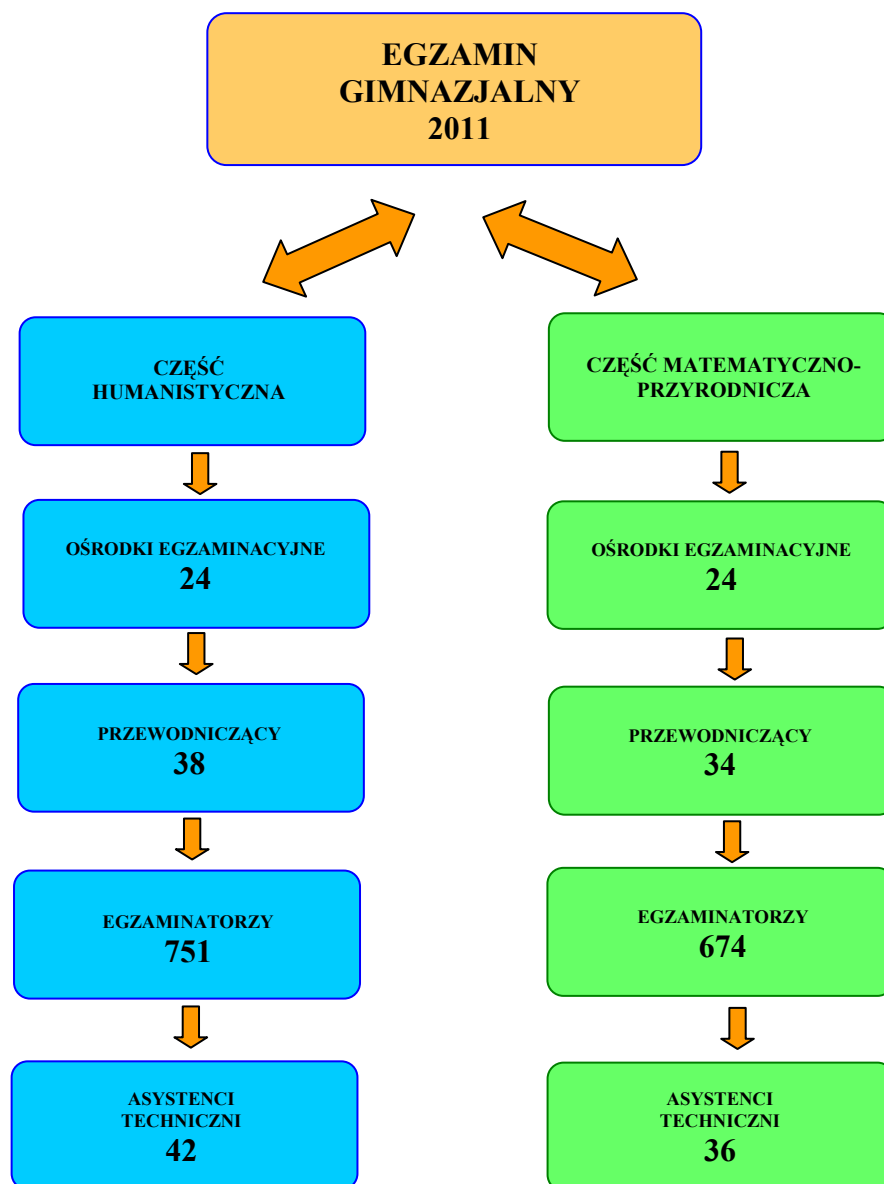 EGZAMIN
GIMNAZJALNY
2011
CZĘŚĆ
HUMANISTYCZNA
OŚRODKI EGZAMINACYJNE
24
PRZEWODNICZĄCY
38
EGZAMINATORZY
751
ASYSTENCI
TECHNICZNI
42
CZĘŚĆ MATEMATYCZNO-
PRZYRODNICZA
OŚRODKI EGZAMINACYJNE
24
PRZEWODNICZĄCY
34
EGZAMINATORZY
674
ASYSTENCI
TECHNICZNI
36